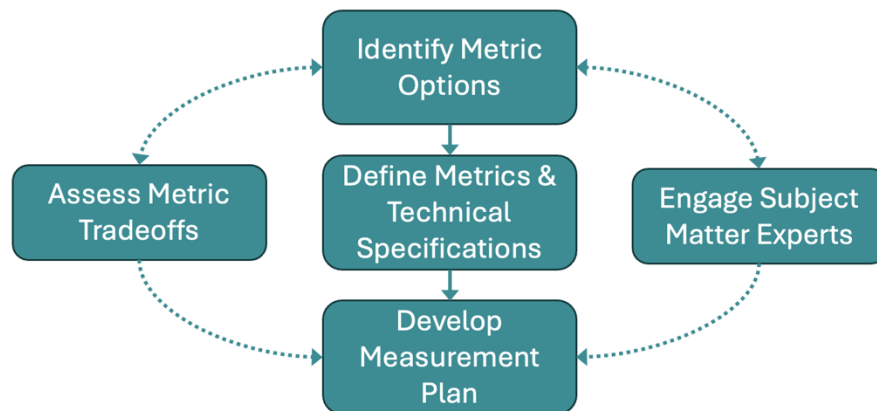 Identify Metric
Options
Assess Metric
Tradeoffs
Define Metrics &
Technical
Specifications
Engage Subject
Matter Experts
Develop
Measurement
Plan